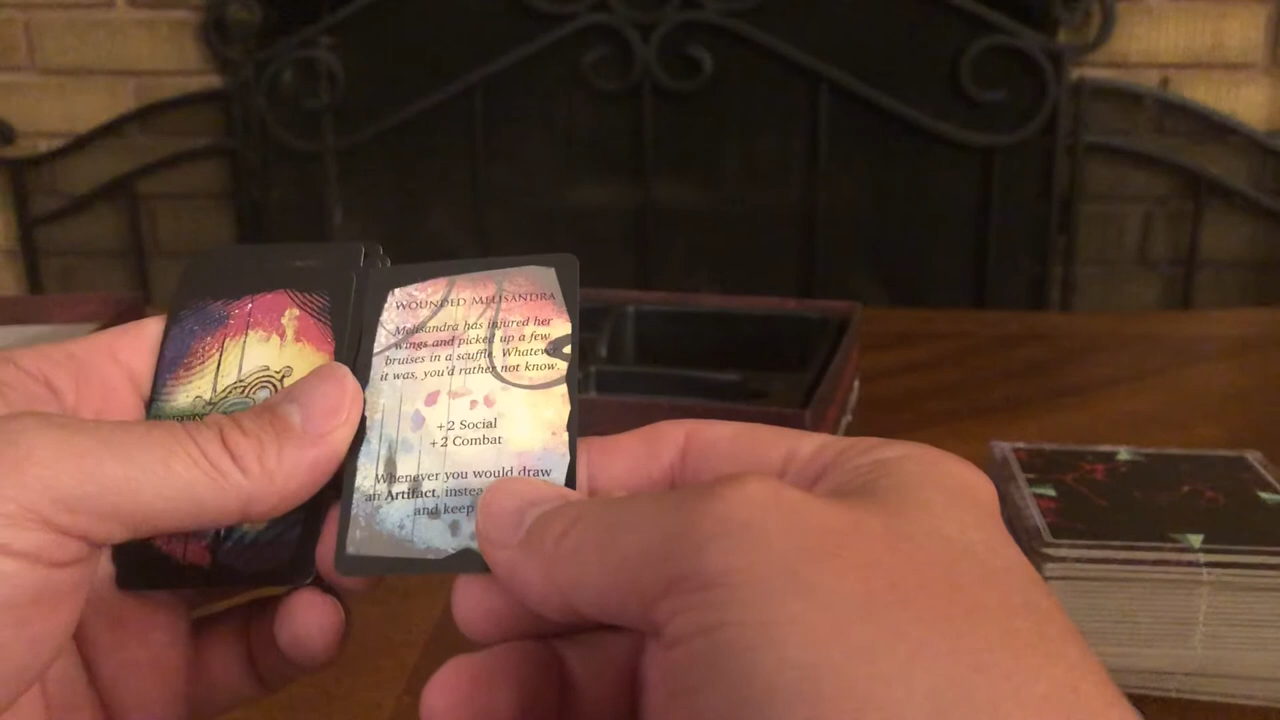 WOUNDED MELISANDRA
Melisandra has injured her
wings and picked up a few
bruises in a scuffle. Whatever
it was, you'd rather not know.
+2 Social
+2 Combat
Whenever you would draw
an Artifact, instea
and keep